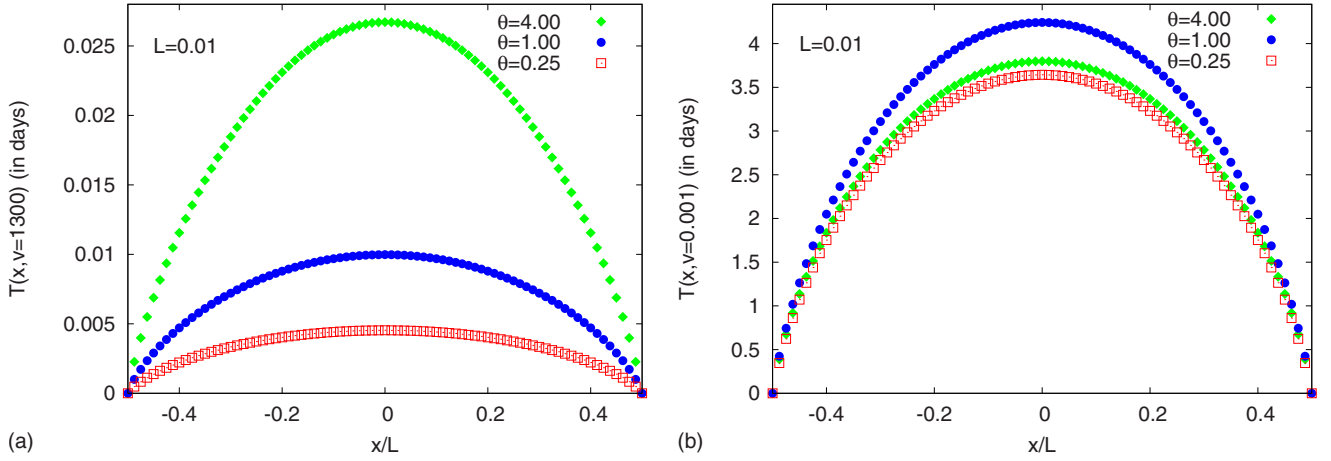 T(x,v=1300) (in days)
0.025
0.02
0.015
0.01
0.005
0
L=0.01
θ=4.00
θ=1.00
θ=0.25
-0.4
-0.2
0
0.2
0.4
x/L
(a)
T(x,v=0.001) (in days)
4
3.5
3
2.5
2
1.5
1
0.5
0
L=0.01
θ=4.00
θ=1.00
θ=0.25
-0.4
-0.2
0
0.2
0.4
x/L
(b)